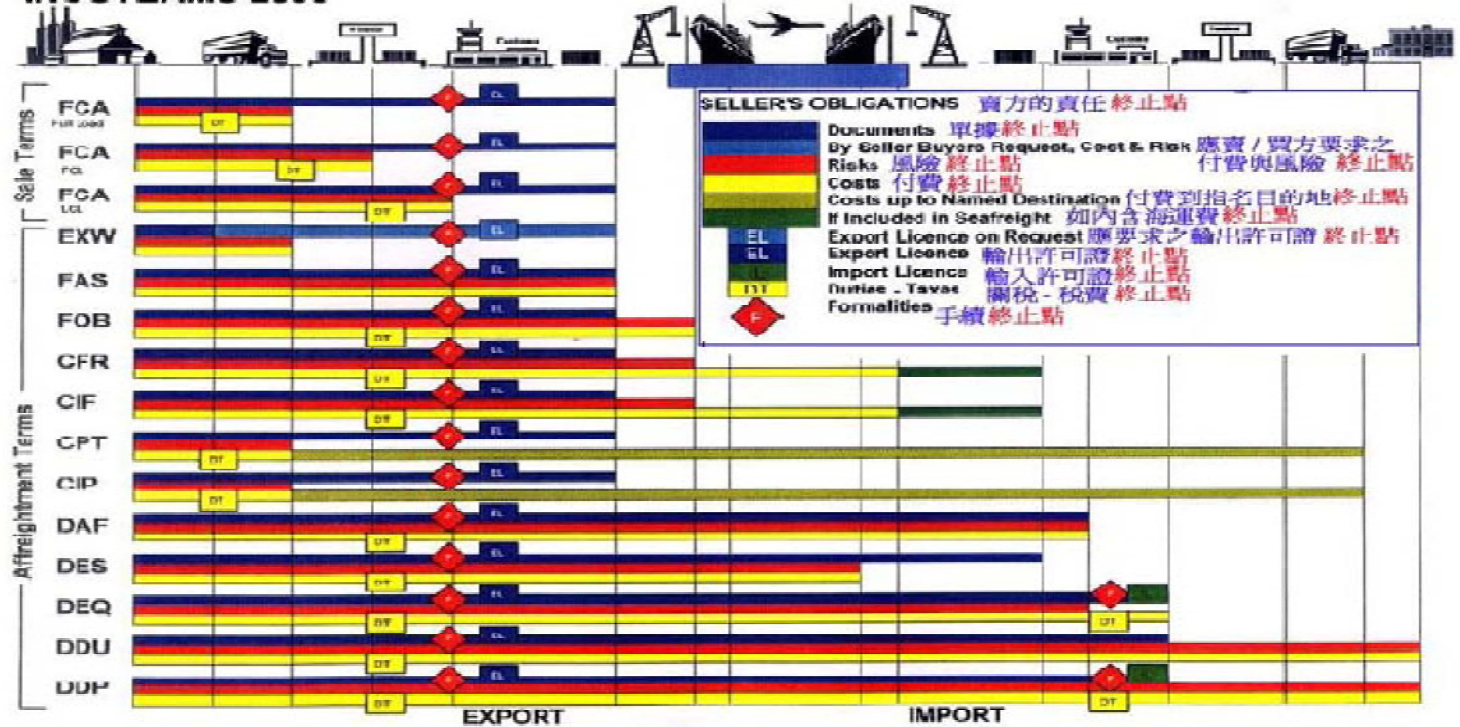 Customs
Customs
Sale Terms
Affreightment Terms
FCA
Full Load
FCA
FCL
FCA
LCL
EXW
FAS
FOB
CFR
CIF
CPT
CIP
DAF
DES
DEQ
DDU
DDP
DT
EL
F
SELLER'S OBLIGATIONS 賣方的責任終止點
Documents 單據終止點
By Seller Buyers Request, Cost & Risk 應賣 / 買方要求之
Risks 風險 終止點 付費與風險 終止點
Costs 付費終止點
Costs up to Named Destination 付費到指名目的地終止點
If Included in Seafreight 如內含海運費終止點
EL Export Licence on Request 應要求之輸出許可證 終止點
EL Export Licence 輸出許可證終止點
Import Licence 輸入許可證終止點
DT Duties - Taxes 關稅 - 稅費終止點
F Formalities 手續終止點
EXPORT
IMPORT